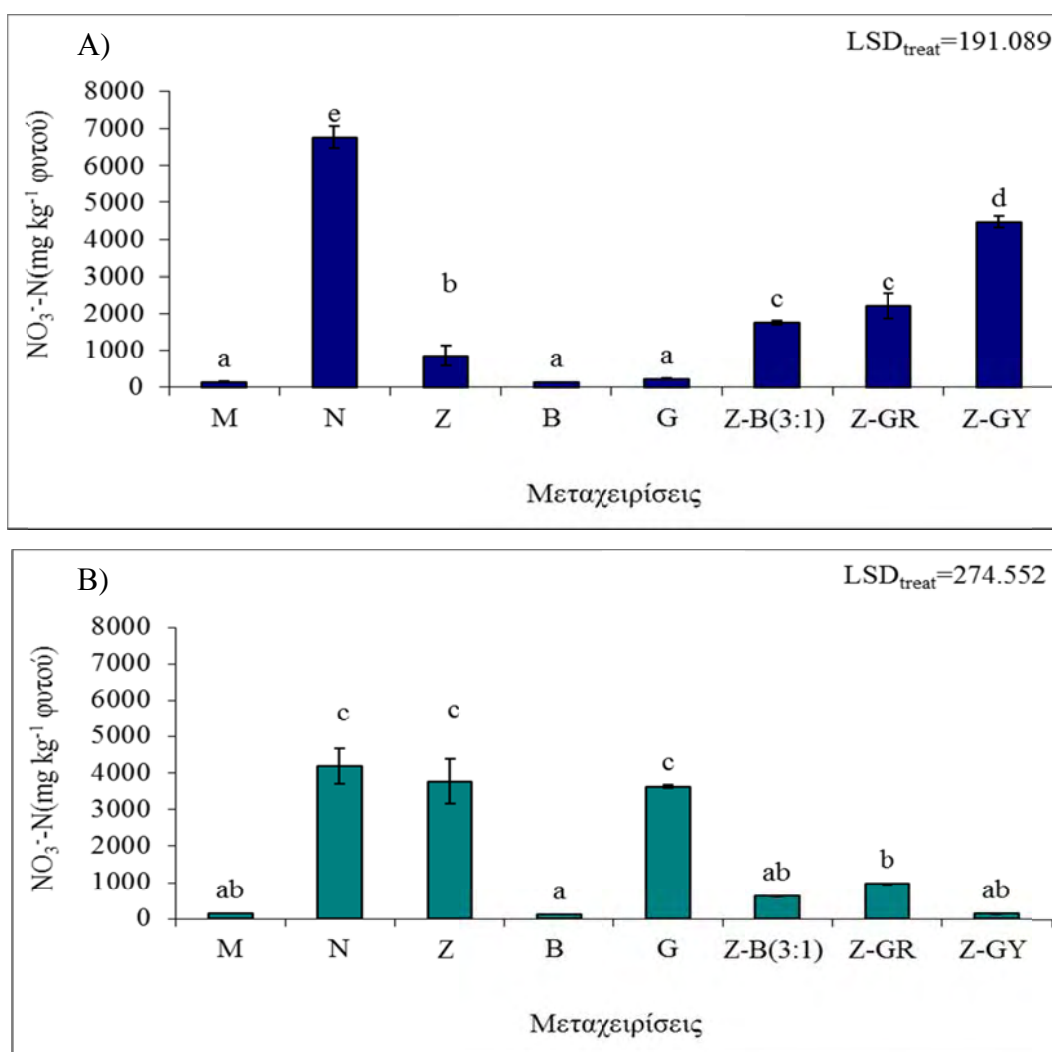 A)
LSDtreat=191.089
NO3⁻-N(mg kg⁻¹ φυτού)
8000
7000
6000
5000
4000
3000
2000
1000
0
a
e
b
a
a
c
c
d
M N Z B G Z-B(3:1) Z-GR Z-GY
Μεταχειρίσεις
B)
LSDtreat=274.552
NO3⁻-N(mg kg⁻¹ φυτού)
8000
7000
6000
5000
4000
3000
2000
1000
0
ab
c
c
a
c
ab
b
ab
M N Z B G Z-B(3:1) Z-GR Z-GY
Μεταχειρίσεις